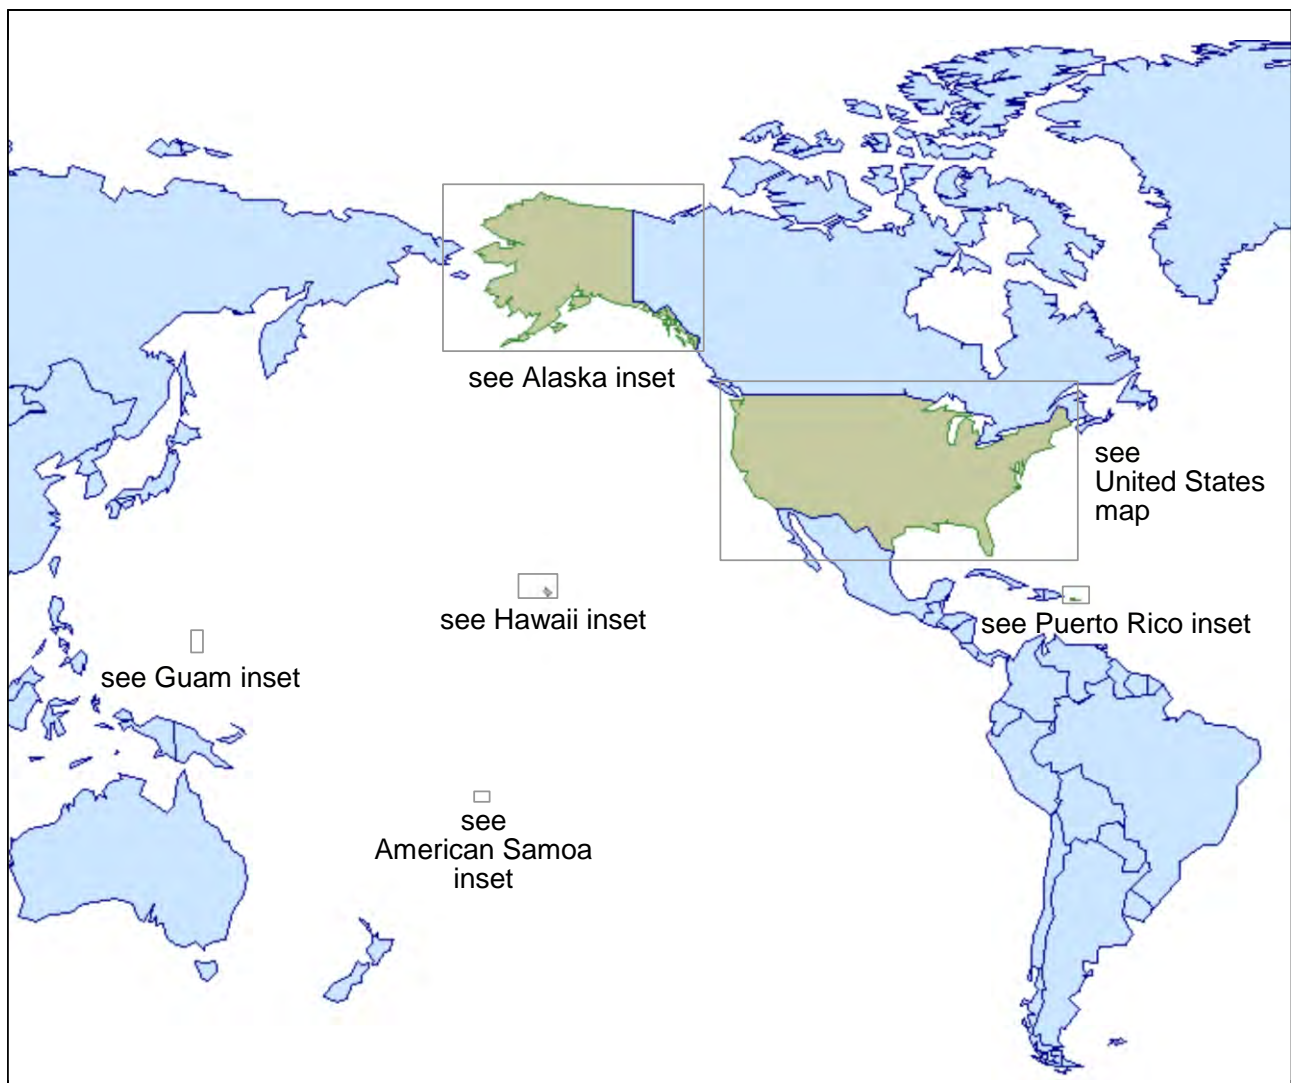 see Alaska inset
see
United States
map
see Hawaii inset
see Puerto Rico inset
see Guam inset
see
American Samoa
inset